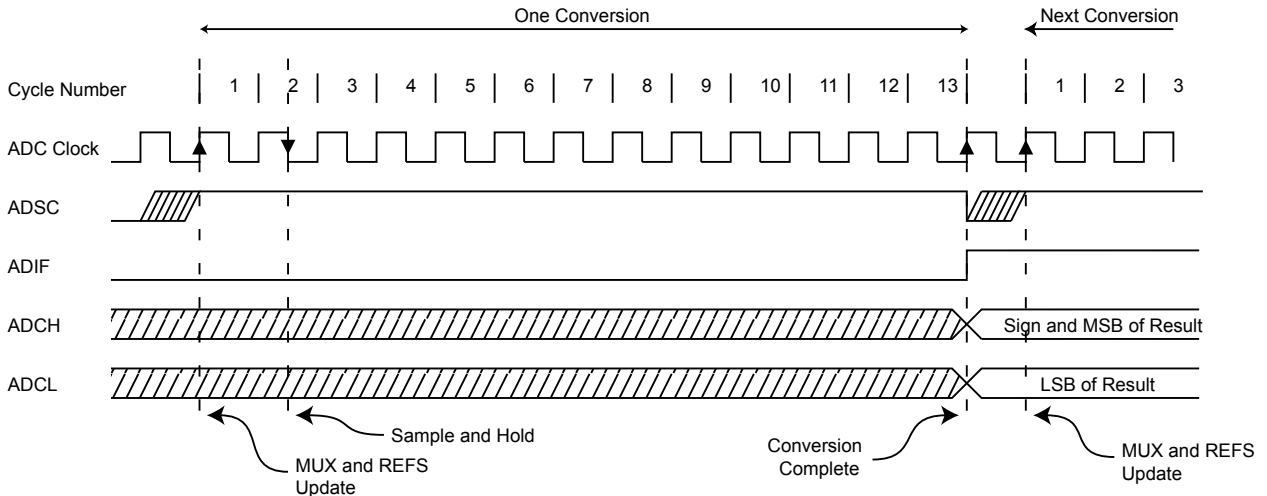 One Conversion
Next Conversion
Cycle Number 1 2 3 4 5 6 7 8 9 10 11 12 13 1 2 3
ADC Clock
ADSC
ADIF
ADCH
Sign and MSB of Result
ADCL
LSB of Result
Sample and Hold
MUX and REFS
Update
Conversion
Complete
MUX and REFS
Update